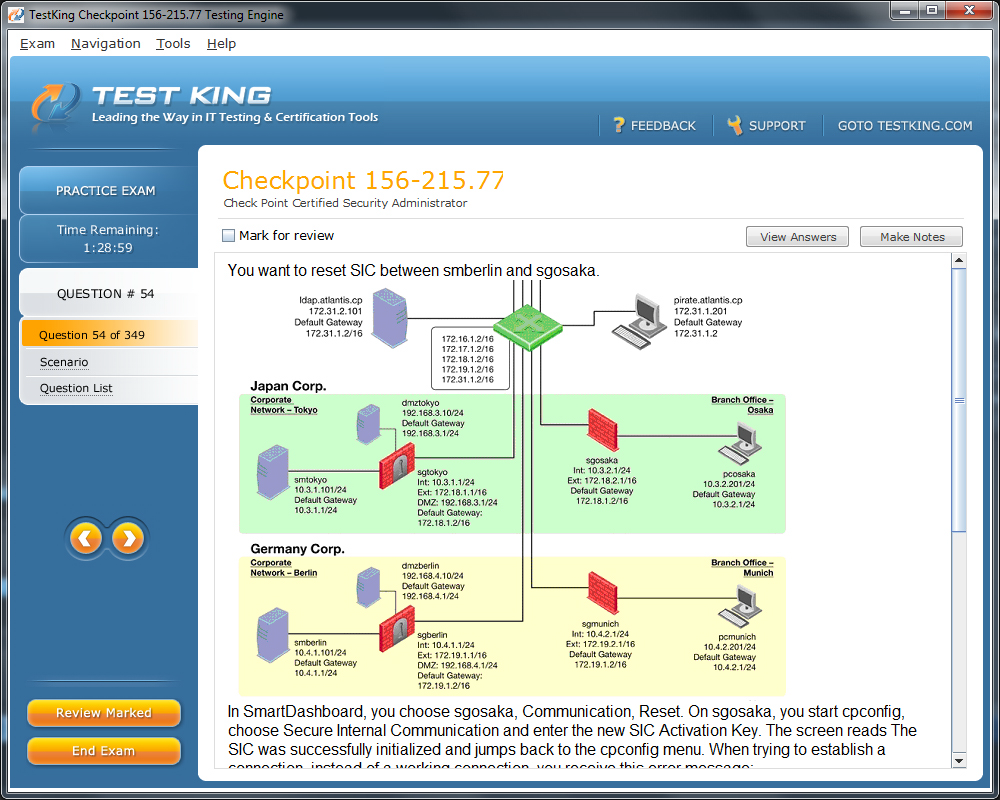 TestKing Checkpoint 156-215.77 Testing Engine
Exam Navigation Tools Help
TEST KING
Leading the Way in IT Testing & Certification Tools
? FEEDBACK SUPPORT GOTO TESTKING.COM
PRACTICE EXAM
Time Remaining:
1:28:59
QUESTION # 54
Question 54 of 349
Scenario
Question List
Review Marked
End Exam
Checkpoint 156-215.77
Check Point Certified Security Administrator
Mark for review
View Answers
Make Notes
You want to reset SIC between smberlin and sgosaka.
ldap.atlantis.cp
172.31.2.101
Default Gateway
172.31.1.2/16
172.16.1.2/16
172.17.1.2/16
172.18.1.2/16
172.19.1.2/16
172.31.1.2/16
pirate.atlantis.cp
172.31.1.201
Default Gateway
172.31.1.2
Japan Corp.
Corporate
Network – Tokyo
dmztokyo
192.168.3.10/24
Default Gateway
192.168.3.1/24
smtokyo
10.3.1.101/24
Default Gateway
10.3.1.1/24
sgtokyo
Int: 10.3.1.1/24
Ext: 172.18.1.1/16
DMZ: 192.168.3.1/24
Default Gateway:
172.18.1.2/16
Branch Office –
Osaka
sgosaka
Int: 10.3.2.1/24
Ext: 172.18.2.1/16
Default Gateway
172.18.1.2/16
pcosaka
10.3.2.201/24
Default Gateway
10.3.2.1/24
Germany Corp.
Corporate
Network – Berlin
dmzberlin
192.168.4.10/24
Default Gateway
192.168.4.1/24
smberlin
10.4.1.101/24
Default Gateway
10.4.1.1/24
sgberlin
Int: 10.4.1.1/24
Ext: 172.19.1.1/16
DMZ: 192.168.4.1/24
Default Gateway:
172.19.1.2/16
Branch Office –
Munich
sgmunich
Int: 10.4.2.1/24
Ext: 172.19.2.1/16
Default Gateway
172.19.1.2/16
pcmunich
10.4.2.201/24
Default Gateway
10.4.2.1/24
In SmartDashboard, you choose sgosaka, Communication, Reset. On sgosaka, you start cpconfig,
choose Secure Internal Communication and enter the new SIC Activation Key. The screen reads The
SIC was successfully initialized and jumps back to the cpconfig menu. When trying to establish a
connection, instead of a working connection, you receive this error message: